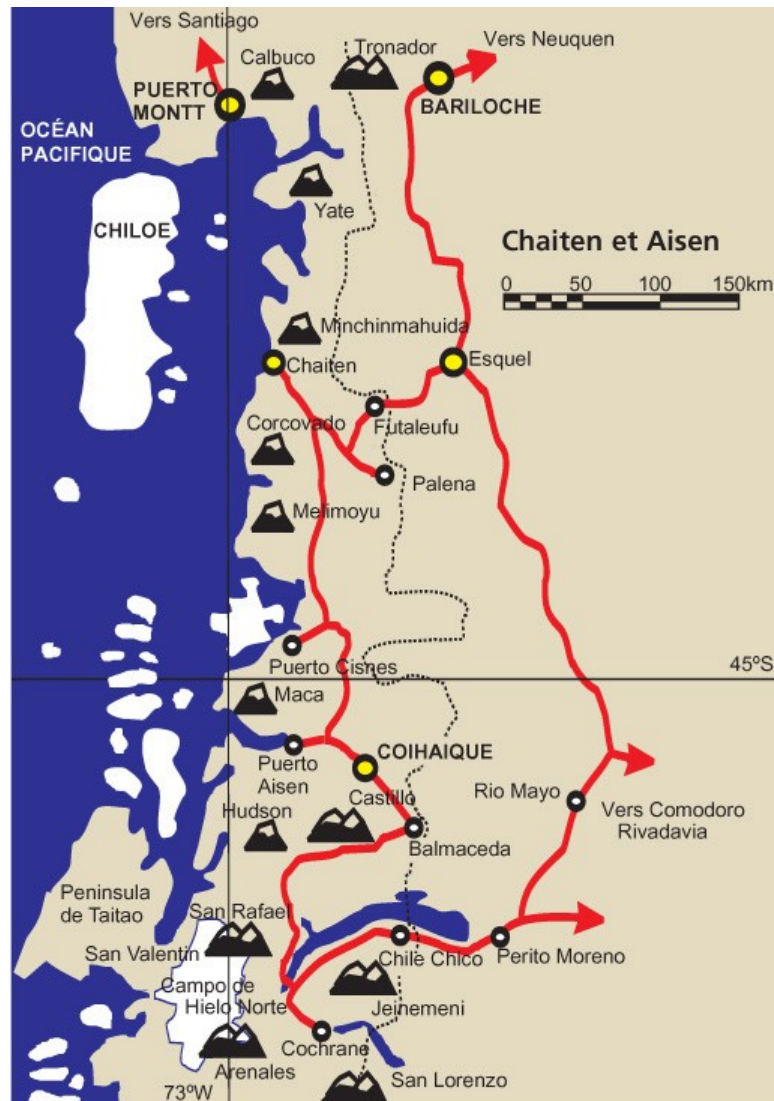 Vers Santiago
Tronador
Vers Neuquen
Calbuco
PUERTO
MONTT
BARILOCHE
OCÉAN
PACIFIQUE
Yate
CHILOE
Chaiten et Aisen
0 50 100 150km
Minchinmahuida
Chaiten
Esquel
Corcovado
Futaleufu
Palena
Melimoyu
Puerto Cisnes
45ºS
Maca
Puerto
Aisen
COIHAIQUE
Castillo
Rio Mayo
Hudson
Vers Comodoro
Rivadavia
Balmaceda
Peninsula
de Taitao
San Rafael
San Valentin
Chile Chico
Perito Moreno
Campo de
Hielo Norte
Jeinemeni
Cochrane
Arenales
San Lorenzo
73ºW